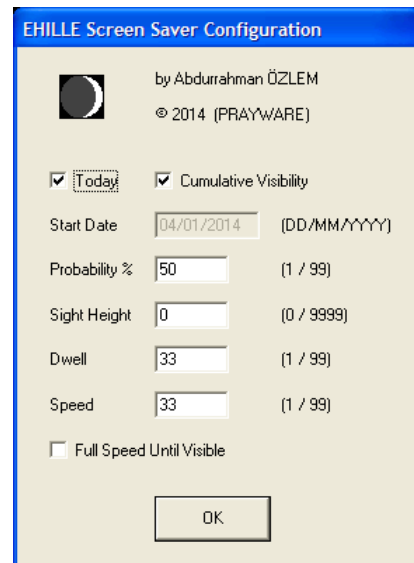 EHILLE Screen Saver Configuration
by Abdurrahman ÖZLEM
© 2014 (PRAYWARE)
Today Cumulative Visibility
Start Date 04/01/2014 (DD/MM/YYYY)
Probability % 50 (1 / 99)
Sight Height 0 (0 / 9999)
Dwell 33 (1 / 99)
Speed 33 (1 / 99)
Full Speed Until Visible
OK